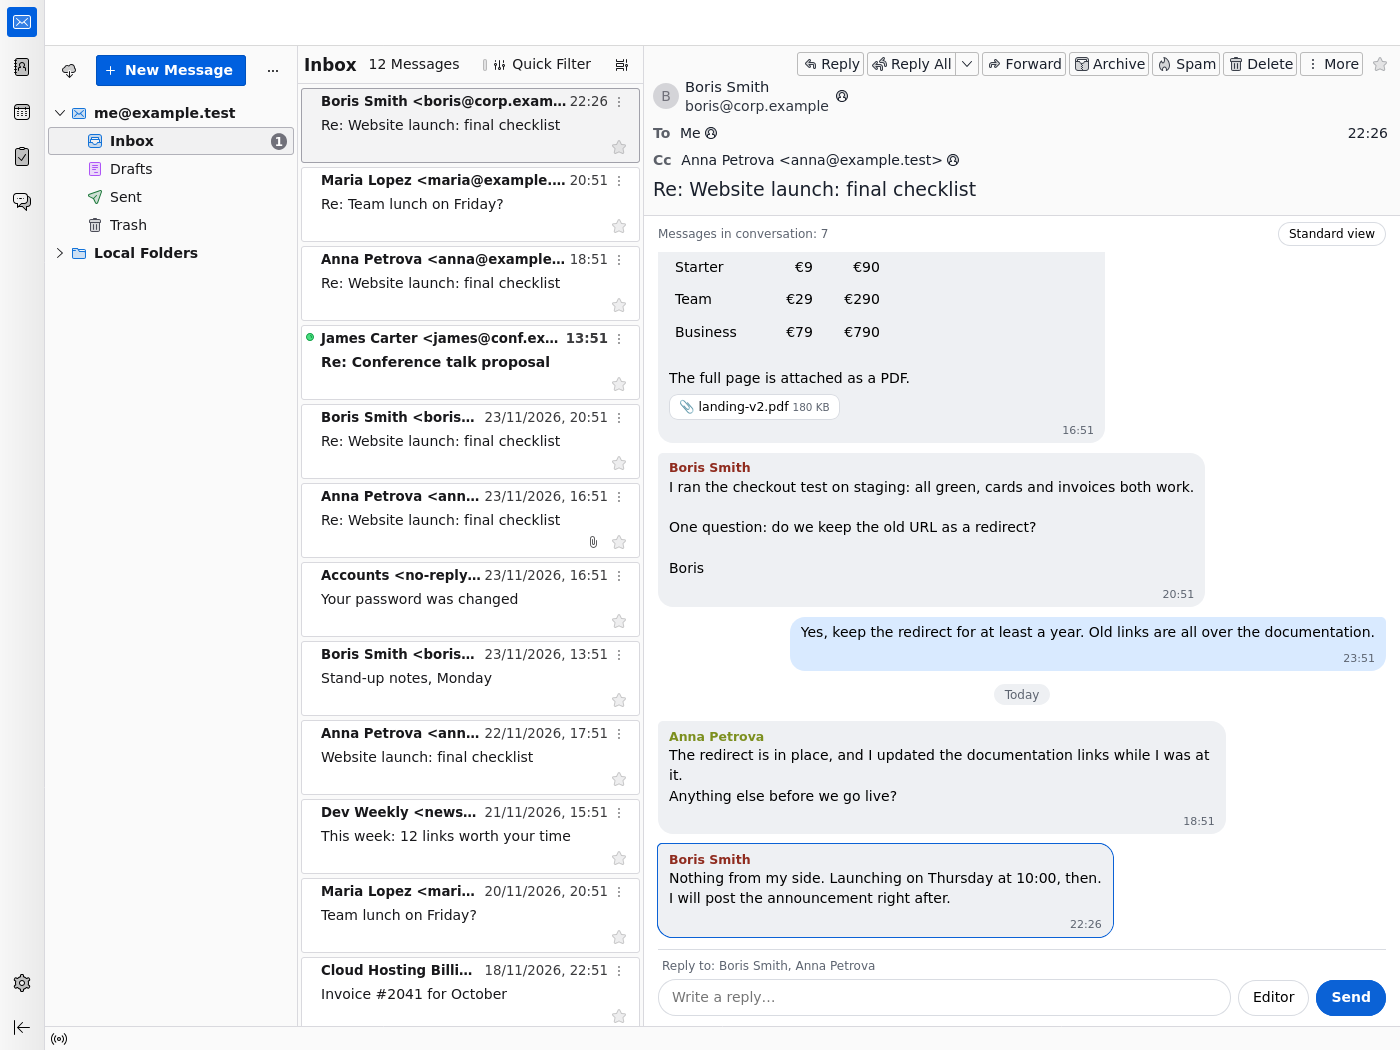 New Message
me@example.test
Inbox
1
Drafts
Sent
Trash
Local Folders
Inbox 12 Messages Quick Filter
Boris Smith <boris@corp.exam... 22:26
Re: Website launch: final checklist
Maria Lopez <maria@example.... 20:51
Re: Team lunch on Friday?
Anna Petrova <anna@example... 18:51
Re: Website launch: final checklist
James Carter <james@conf.ex... 13:51
Re: Conference talk proposal
Boris Smith <boris... 23/11/2026, 20:51
Re: Website launch: final checklist
Anna Petrova <ann... 23/11/2026, 16:51
Re: Website launch: final checklist
Accounts <no-reply... 23/11/2026, 16:51
Your password was changed
Boris Smith <boris... 23/11/2026, 13:51
Stand-up notes, Monday
Anna Petrova <ann... 22/11/2026, 17:51
Website launch: final checklist
Dev Weekly <news... 21/11/2026, 15:51
This week: 12 links worth your time
Maria Lopez <mari... 20/11/2026, 20:51
Team lunch on Friday?
Cloud Hosting Billi... 18/11/2026, 22:51
Invoice #2041 for October
Reply Reply All Forward Archive Spam Delete More
B
Boris Smith
boris@corp.example
To Me 22:26
Cc Anna Petrova <anna@example.test>
Re: Website launch: final checklist
Messages in conversation: 7 Standard view
Starter €9 €90
Team €29 €290
Business €79 €790
The full page is attached as a PDF.
landing-v2.pdf 180 KB
16:51
Boris Smith
I ran the checkout test on staging: all green, cards and invoices both work.
One question: do we keep the old URL as a redirect?
Boris
20:51
Yes, keep the redirect for at least a year. Old links are all over the documentation.
23:51
Today
Anna Petrova
The redirect is in place, and I updated the documentation links while I was at
it.
Anything else before we go live?
18:51
Boris Smith
Nothing from my side. Launching on Thursday at 10:00, then.
I will post the announcement right after.
22:26
Reply to: Boris Smith, Anna Petrova
Write a reply... Editor Send